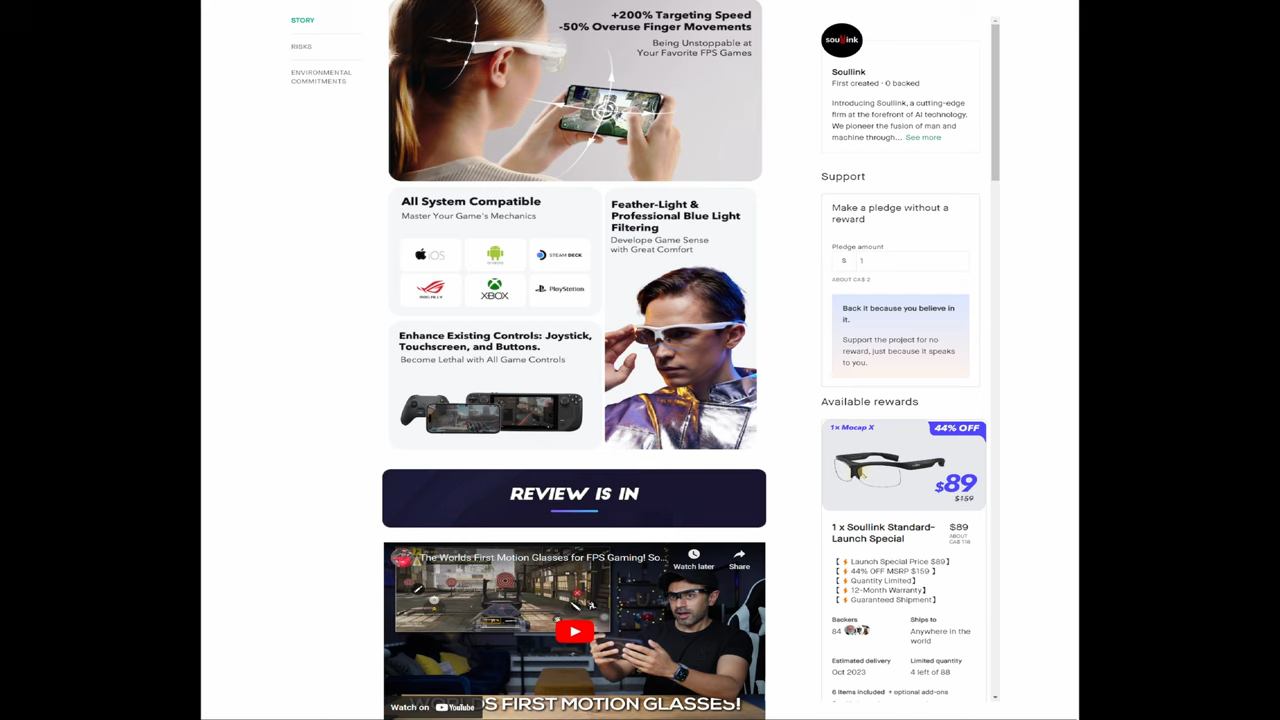 STORY
RISKS
ENVIRONMENTAL
COMMITMENTS
+200% Targeting Speed
-50% Overuse Finger Movements
Being Unstoppable at
Your Favorite FPS Games
All System Compatible
Master Your Game's Mechanics
iOS
STEAM DECK
XBOX
PlayStation
Feather-Light &
Professional Blue Light
Filtering
Develope Game Sense
with Great Comfort
Enhance Existing Controls: Joystick,
Touchscreen, and Buttons.
Become Lethal with All Game Controls
REVIEW IS IN
The Worlds First Motion Glasses for FPS Gaming! So...
Watch later
Share
WORLDS FIRST MOTION GLASSES!
Watch on YouTube
soullink
Soullink
First created · 0 backed
Introducing Soullink, a cutting-edge
firm at the forefront of AI technology.
We pioneer the fusion of man and
machine through... See more
Support
Make a pledge without a
reward
Pledge amount
$ 1
ABOUT CA$ 2
Back it because you believe in
it.
Support the project for no
reward, just because it speaks
to you.
Available rewards
1x Mocap X
44% OFF
$89
$159
1 x Soullink Standard-
Launch Special
$89
ABOUT
CA$ 118
【⚡Launch Special Price $89】
【⚡44% OFF MSRP $159 】
【⚡Quantity Limited】
【⚡12-Month Warranty】
【⚡Guaranteed Shipment】
Backers
84
Ships to
Anywhere in the
world
Estimated delivery
Oct 2023
Limited quantity
4 left of 88
6 items included + optional add-ons